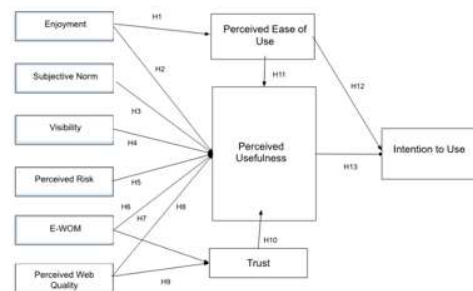 Enjoyment
H1
Perceived Ease of
Use
H2
H11
H12
Subjective Norm
H3
Visibility
H4
Perceived
Usefulness
Intention to Use
H13
Perceived Risk
H5
H6
H7
H8
E-WOM
H10
Trust
Perceived Web
Quality
H9